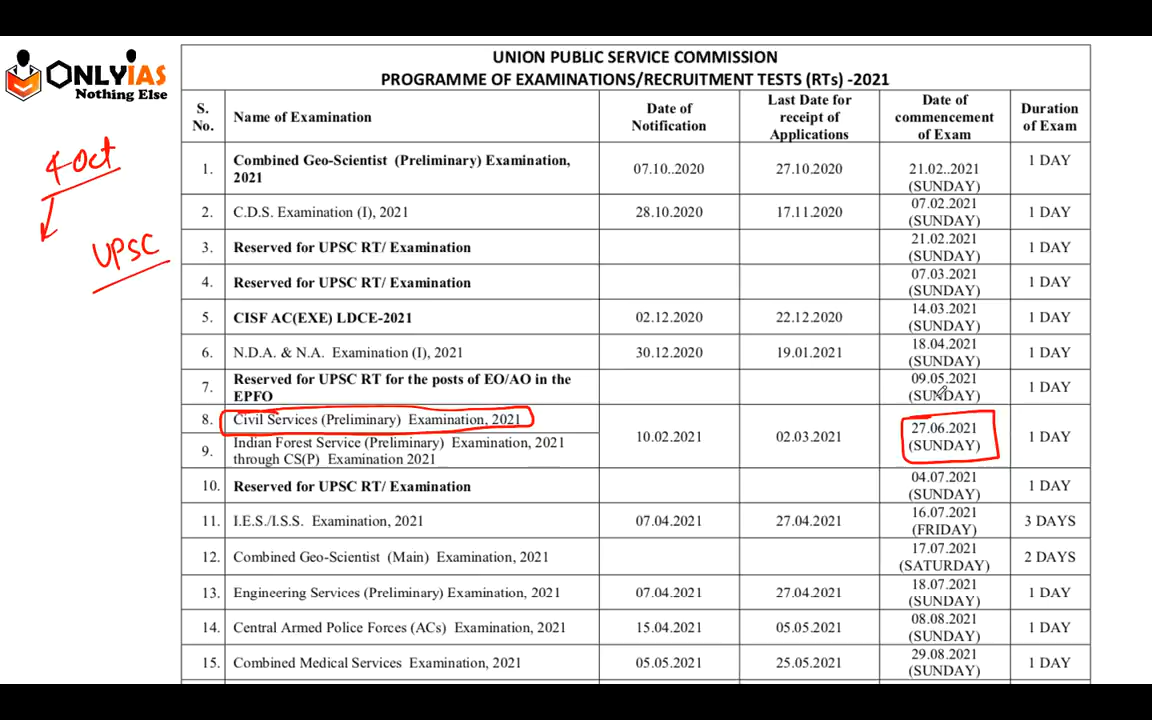 ONLYIAS
Nothing Else
4 Oct
UPSC
UNION PUBLIC SERVICE COMMISSION
PROGRAMME OF EXAMINATIONS/RECRUITMENT TESTS (RTs) -2021
S. No. Name of Examination Date of Notification Last Date for receipt of Applications Date of commencement of Exam Duration of Exam
1. Combined Geo-Scientist (Preliminary) Examination, 2021 07.10..2020 27.10.2020 21.02..2021 (SUNDAY) 1 DAY
2. C.D.S. Examination (I), 2021 28.10.2020 17.11.2020 07.02.2021 (SUNDAY) 1 DAY
3. Reserved for UPSC RT/ Examination 21.02.2021 (SUNDAY) 1 DAY
4. Reserved for UPSC RT/ Examination 07.03.2021 (SUNDAY) 1 DAY
5. CISF AC(EXE) LDCE-2021 02.12.2020 22.12.2020 14.03.2021 (SUNDAY) 1 DAY
6. N.D.A. & N.A. Examination (I), 2021 30.12.2020 19.01.2021 18.04.2021 (SUNDAY) 1 DAY
7. Reserved for UPSC RT for the posts of EO/AO in the EPFO 09.05.2021 (SUNDAY) 1 DAY
8. Civil Services (Preliminary) Examination, 2021 10.02.2021 02.03.2021 27.06.2021 (SUNDAY) 1 DAY
9. Indian Forest Service (Preliminary) Examination, 2021 through CS(P) Examination 2021
10. Reserved for UPSC RT/ Examination 04.07.2021 (SUNDAY) 1 DAY
11. I.E.S./I.S.S. Examination, 2021 07.04.2021 27.04.2021 16.07.2021 (FRIDAY) 3 DAYS
12. Combined Geo-Scientist (Main) Examination, 2021 17.07.2021 (SATURDAY) 2 DAYS
13. Engineering Services (Preliminary) Examination, 2021 07.04.2021 27.04.2021 18.07.2021 (SUNDAY) 1 DAY
14. Central Armed Police Forces (ACs) Examination, 2021 15.04.2021 05.05.2021 08.08.2021 (SUNDAY) 1 DAY
15. Combined Medical Services Examination, 2021 05.05.2021 25.05.2021 29.08.2021 (SUNDAY) 1 DAY